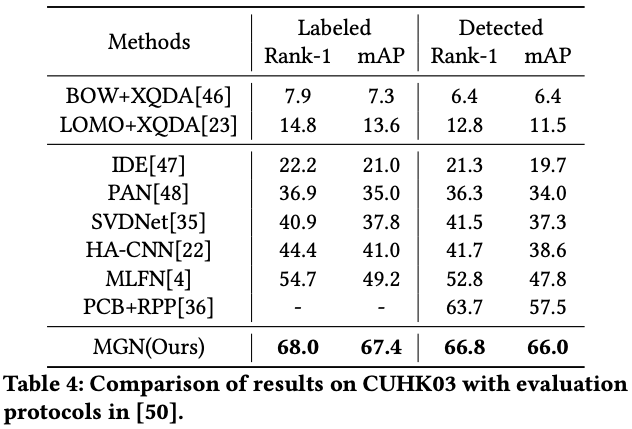 Methods Labeled Detected
Rank-1 mAP Rank-1 mAP
BOW+XQDA[46] 7.9 7.3 6.4 6.4
LOMO+XQDA[23] 14.8 13.6 12.8 11.5
IDE[47] 22.2 21.0 21.3 19.7
PAN[48] 36.9 35.0 36.3 34.0
SVDNet[35] 40.9 37.8 41.5 37.3
HA-CNN[22] 44.4 41.0 41.7 38.6
MLFN[4] 54.7 49.2 52.8 47.8
PCB+RPP[36] - - 63.7 57.5
MGN(Ours) 68.0 67.4 66.8 66.0
Table 4: Comparison of results on CUHK03 with evaluation
protocols in [50].